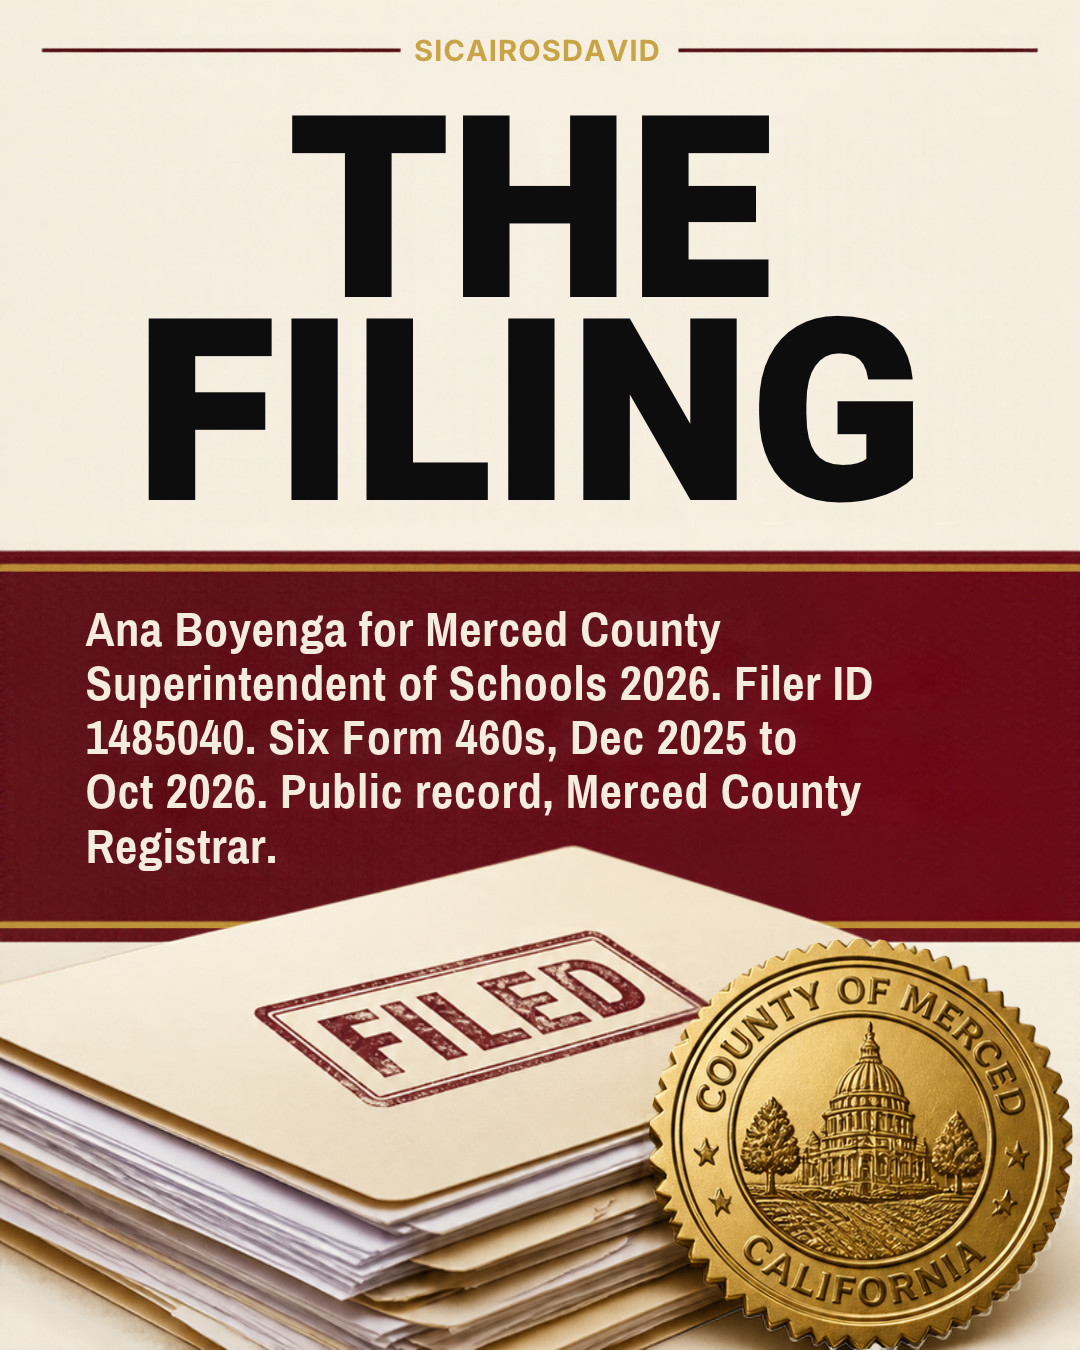 SICAIROSDAVID
THE
FILING
Ana Boyenga for Merced County
Superintendent of Schools 2026. Filer ID
1485040. Six Form 460s, Dec 2025 to
Oct 2026. Public record, Merced County
Registrar.
FILED
COUNTY OF MERCED
CALIFORNIA